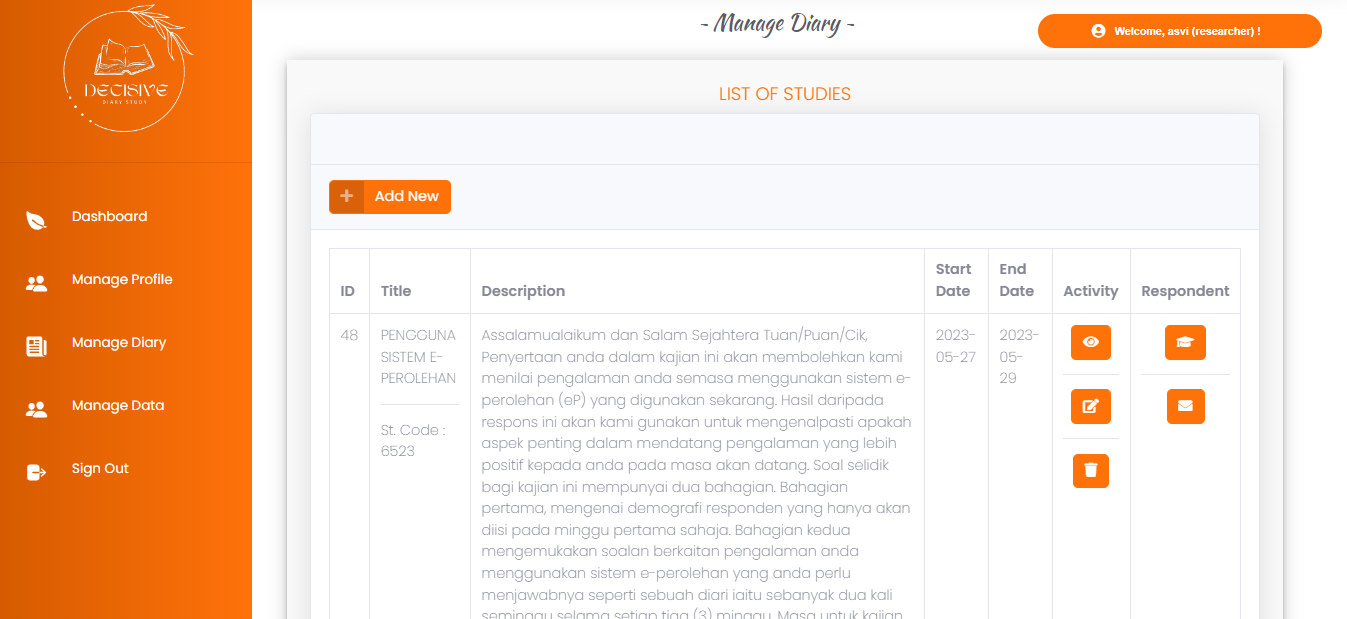 DECISIVE
DIARY STUDY
- Manage Diary -
Welcome, asvi (researcher) !
LIST OF STUDIES
Add New
Dashboard
Manage Profile
Manage Diary
Manage Data
Sign Out
ID Title Description Start Date End Date Activity Respondent
48
PENGGUNA
SISTEM E-
PEROLEHAN
St. Code :
6523
Assalamualaikum dan Salam Sejahtera Tuan/Puan/Cik,
Penyertaan anda dalam kajian ini akan membolehkan kami
menilai pengalaman anda semasa menggunakan sistem e-
perolehan (eP) yang digunakan sekarang. Hasil daripada
respons ini akan kami gunakan untuk mengenalpasti apakah
aspek penting dalam mendatang pengalaman yang lebih
positif kepada anda pada masa akan datang. Soal selidik
bagi kajian ini mempunyai dua bahagian. Bahagian
pertama, mengenai demografi responden yang hanya akan
diisi pada minggu pertama sahaja. Bahagian kedua
mengemukakan soalan berkaitan pengalaman anda
menggunakan sistem e-perolehan yang anda perlu
menjawabnya seperti sebuah diari iaitu sebanyak dua kali
seminggu selama setiap tiga (3) minggu. Masa untuk kajian
2023-
05-27
2023-
05-
29